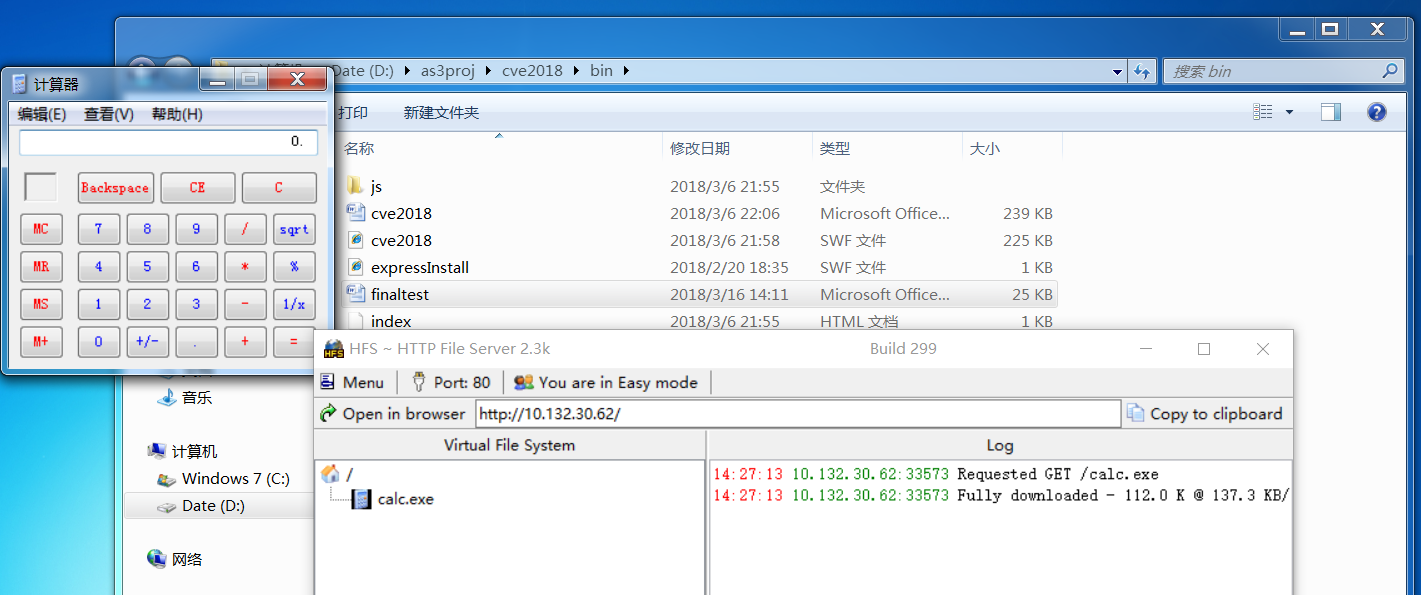 Date (D:) ▸ as3proj ▸ cve2018 ▸ bin ▸
搜索 bin
计算器
编辑(E) 查看(V) 帮助(H)
打印 新建文件夹
0.
名称 修改日期 类型 大小
Backspace CE C
js 2018/3/6 21:55 文件夹
cve2018 2018/3/6 22:06 Microsoft Office... 239 KB
MC 7 8 9 / sqrt
cve2018 2018/3/6 21:58 SWF 文件 225 KB
MR 4 5 6 * %
expressInstall 2018/2/20 18:35 SWF 文件 1 KB
MS 1 2 3 - 1/x
finaltest 2018/3/16 14:11 Microsoft Office... 25 KB
index 2018/3/6 21:55 HTML 文档 1 KB
M+ 0 +/- . + =
HFS ~ HTTP File Server 2.3k Build 299
HFS
Menu Port: 80 You are in Easy mode
音乐
Open in browser http://10.132.30.62/ Copy to clipboard
Virtual File System Log
计算机
/
14:27:13 10.132.30.62:33573 Requested GET /calc.exe
Windows 7 (C:)
calc.exe
14:27:13 10.132.30.62:33573 Fully downloaded - 112.0 K @ 137.3 KB/
Date (D:)
网络